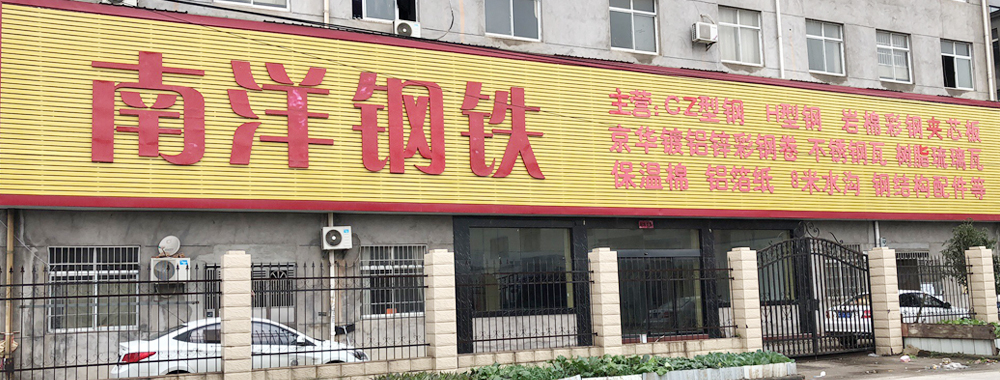 南洋钢铁
主营:CZ型钢 H型钢 岩棉彩钢夹芯板
京华镀铝锌彩钢卷 不锈钢瓦 树脂琉璃瓦
保温棉 铝箔纸 8米水沟 钢结构配件等